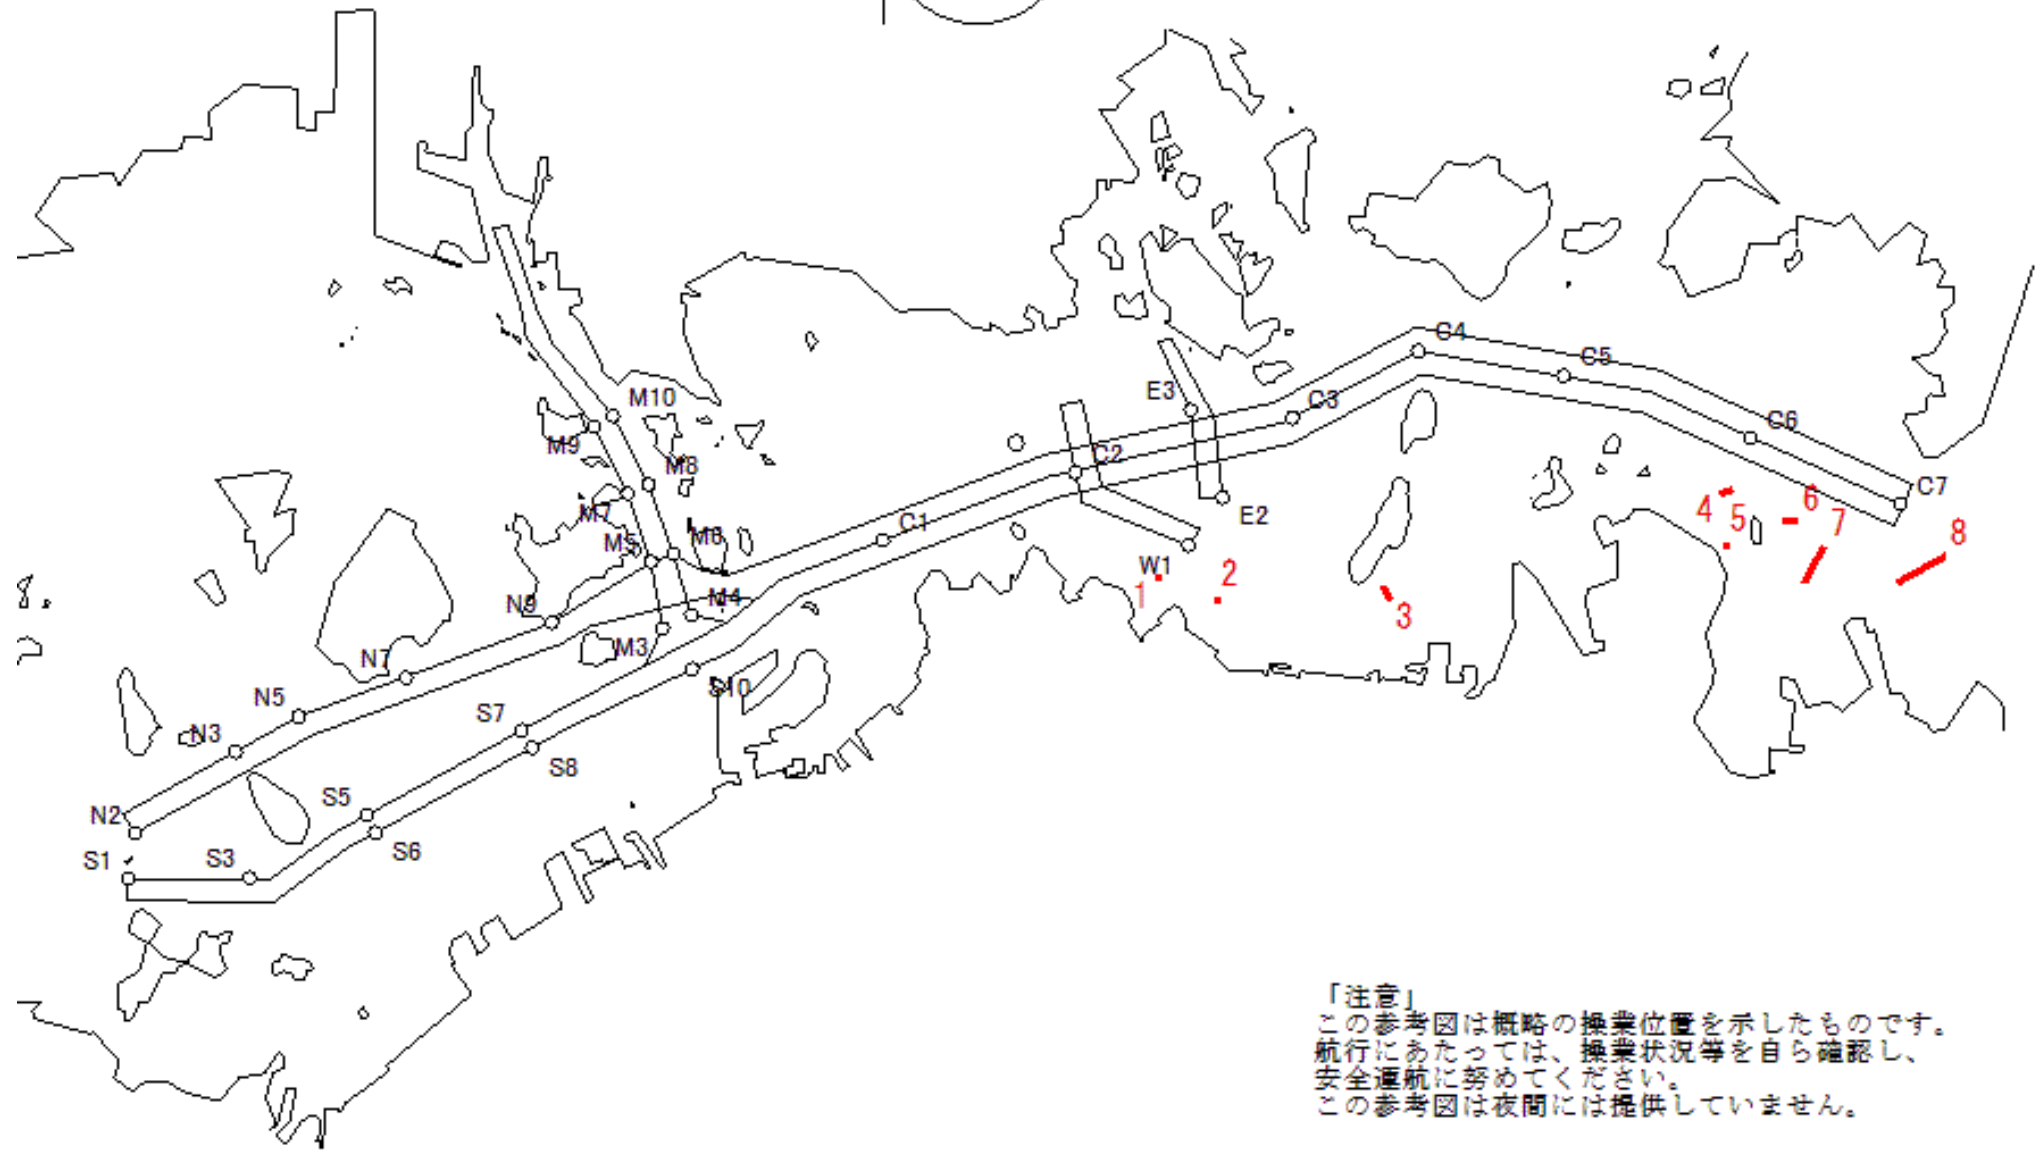 C4
C5
M10
E3
C3
C6
M9
M8
C2
C7
M7
E2
4
5
6
7
8
M5
M6
C1
W1
1
2
3
N9
M4
M3
N7
S10
N5
S7
N3
S8
N2
S5
S1
S3
S6
「注意」
この参考図は概略の操業位置を示したものです。
航行にあたっては、操業状況等を自ら確認し、
安全運航に努めてください。
この参考図は夜間には提供していません。